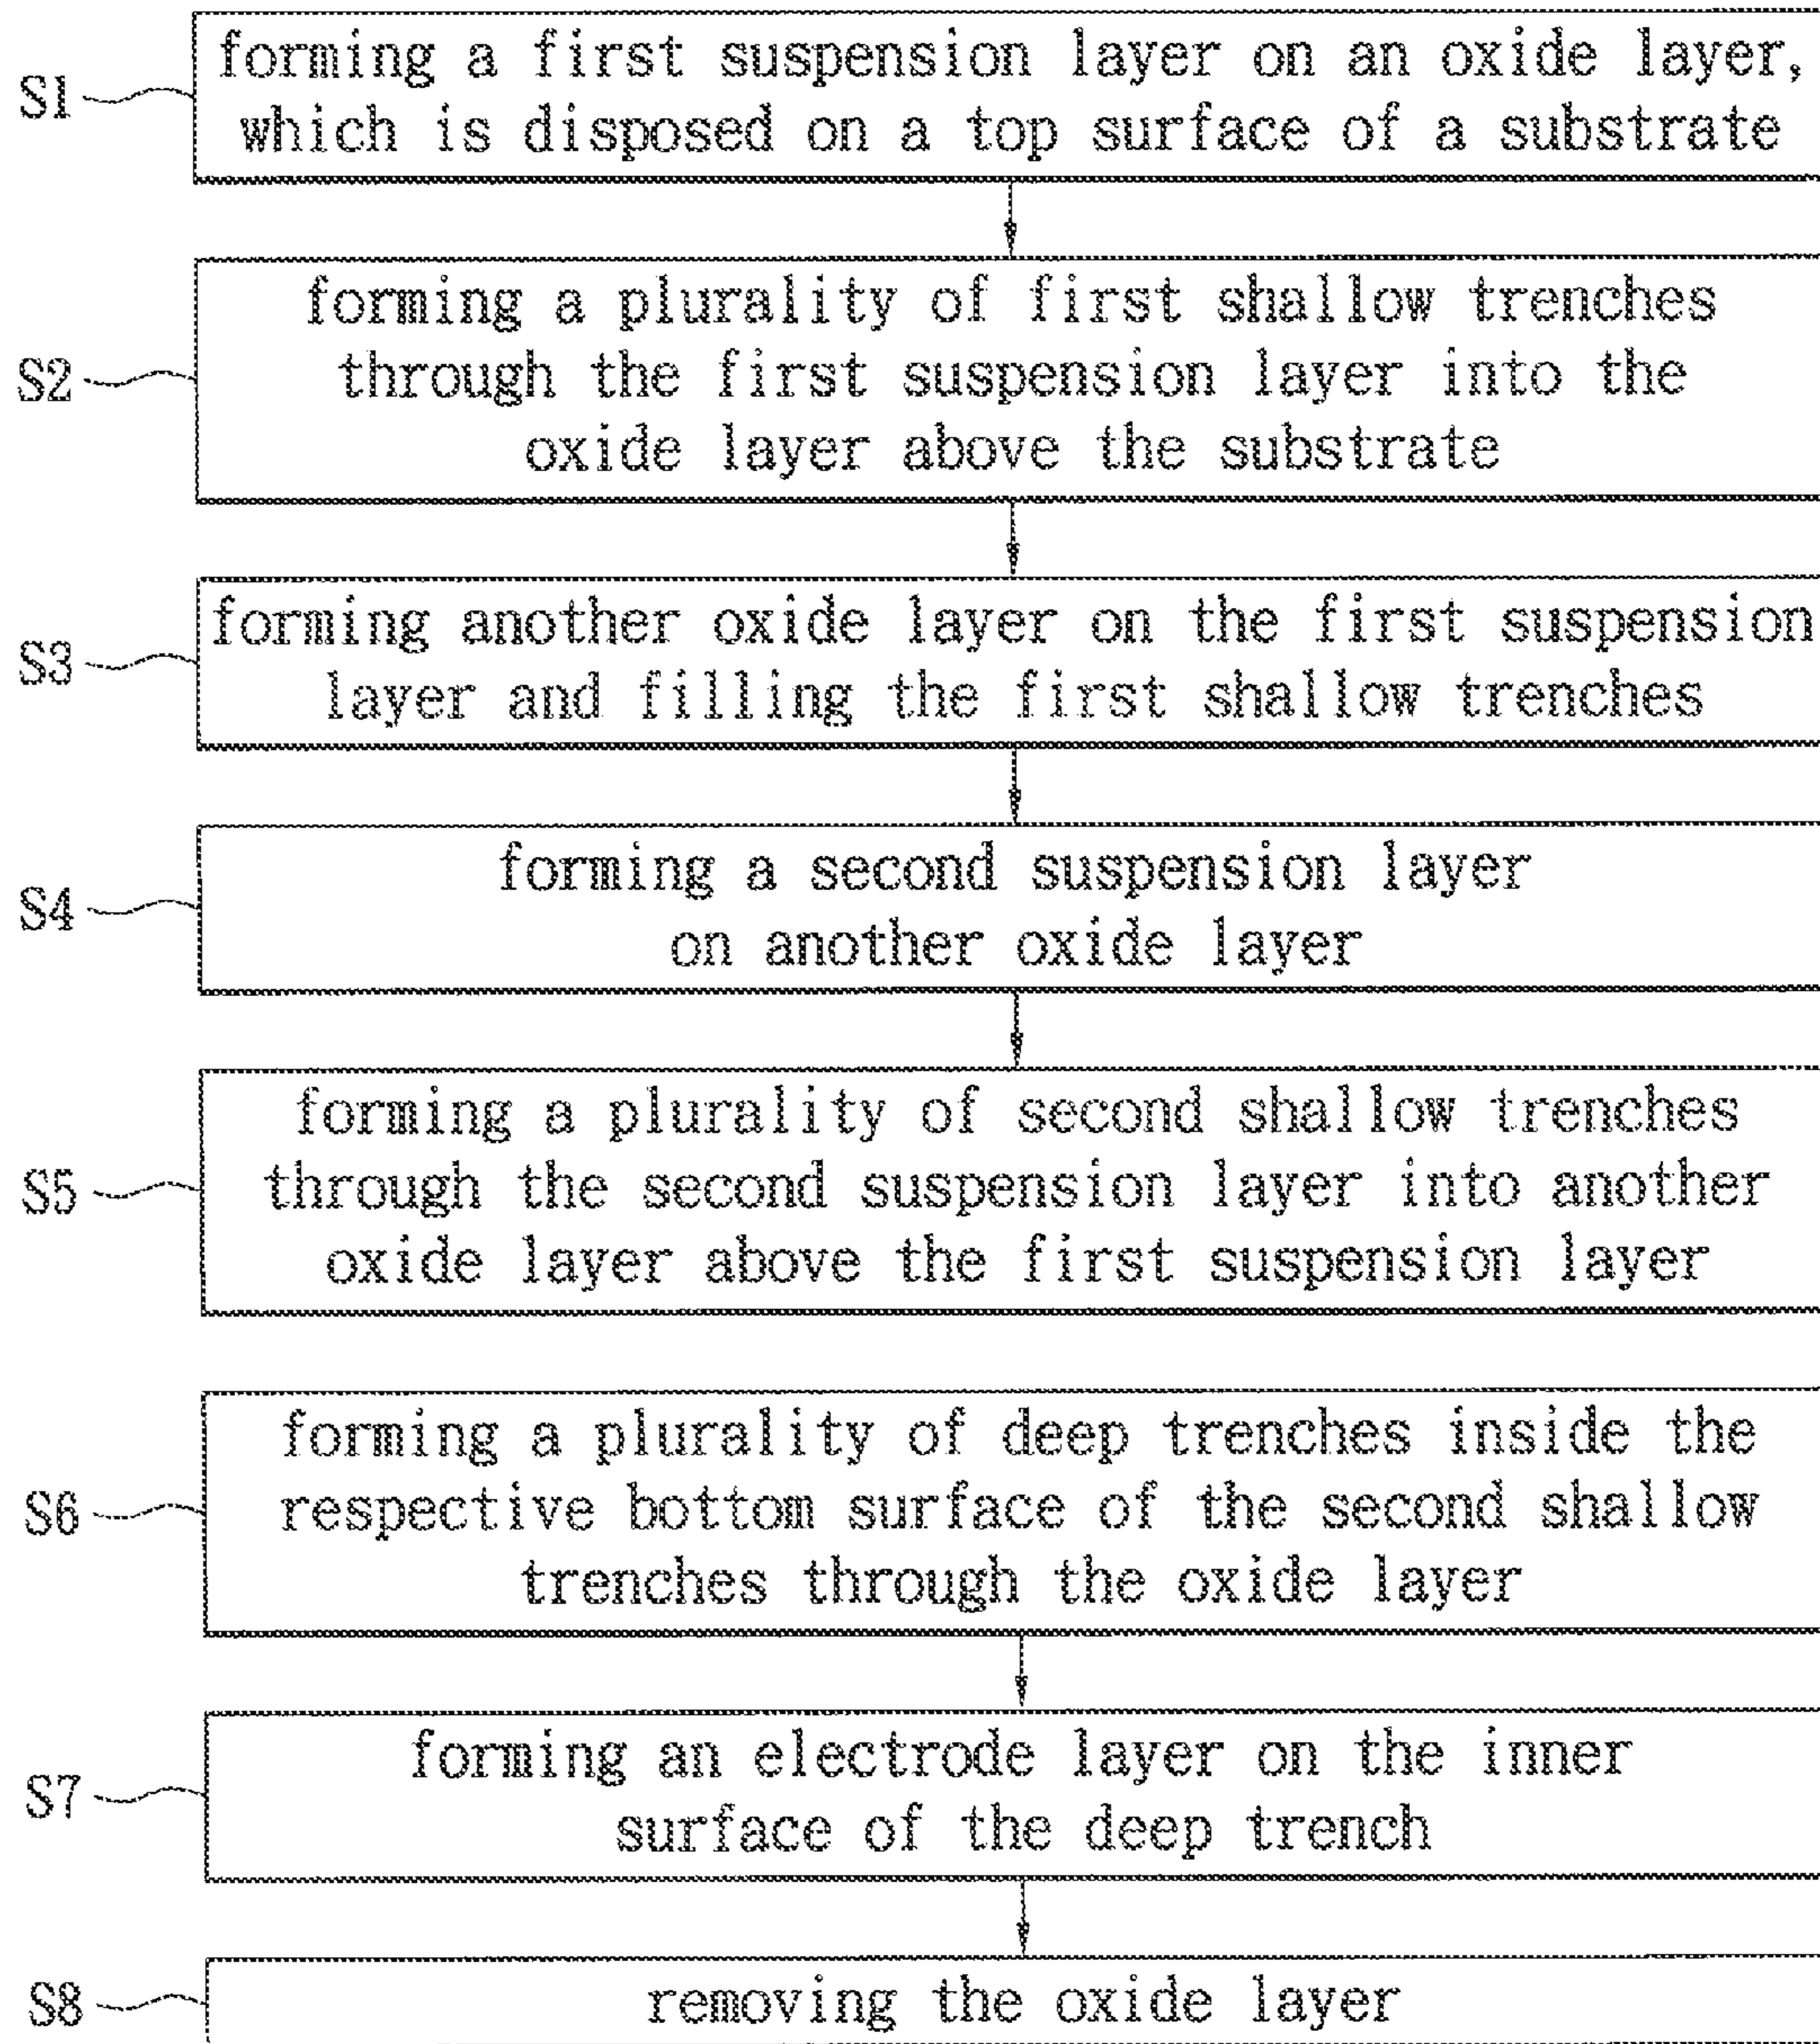 S1
forming a first suspension layer on an oxide layer,
which is disposed on a top surface of a substrate
S2
forming a plurality of first shallow trenches
through the first suspension layer into the
oxide layer above the substrate
S3
forming another oxide layer on the first suspension
layer and filling the first shallow trenches
S4
forming a second suspension layer
on another oxide layer
S5
forming a plurality of second shallow trenches
through the second suspension layer into another
oxide layer above the first suspension layer
S6
forming a plurality of deep trenches inside the
respective bottom surface of the second shallow
trenches through the oxide layer
S7
forming an electrode layer on the inner
surface of the deep trench
S8
removing the oxide layer